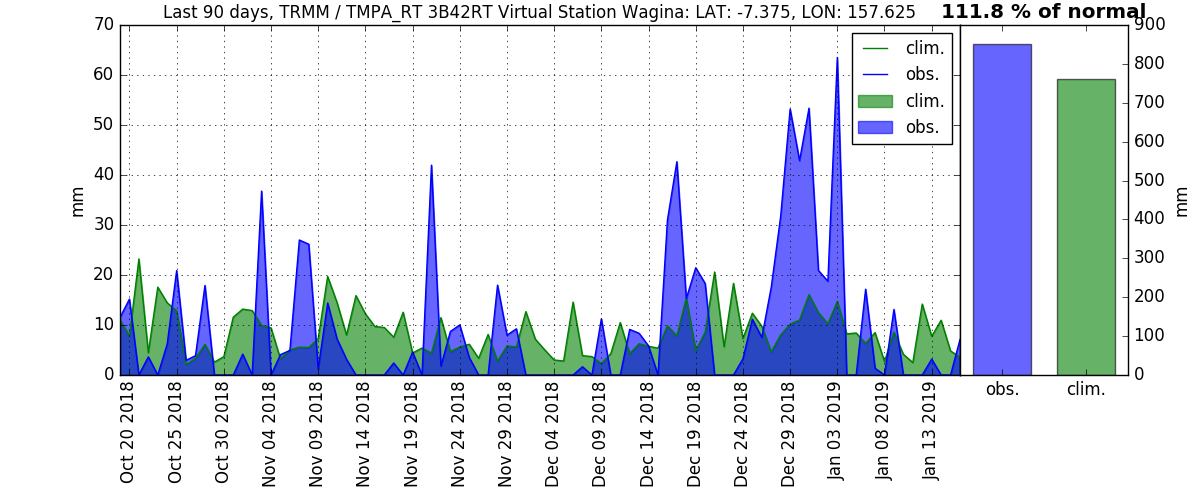 Last 90 days, TRMM / TMPA_RT 3B42RT Virtual Station Wagina: LAT: -7.375, LON: 157.625
111.8 % of normal
70
60
50
40
30
20
10
0
mm
clim.
obs.
clim.
obs.
Oct 20 2018
Oct 25 2018
Oct 30 2018
Nov 04 2018
Nov 09 2018
Nov 14 2018
Nov 19 2018
Nov 24 2018
Nov 29 2018
Dec 04 2018
Dec 09 2018
Dec 14 2018
Dec 19 2018
Dec 24 2018
Dec 29 2018
Jan 03 2019
Jan 08 2019
Jan 13 2019
900
800
700
600
500
400
300
200
100
0
mm
obs.
clim.